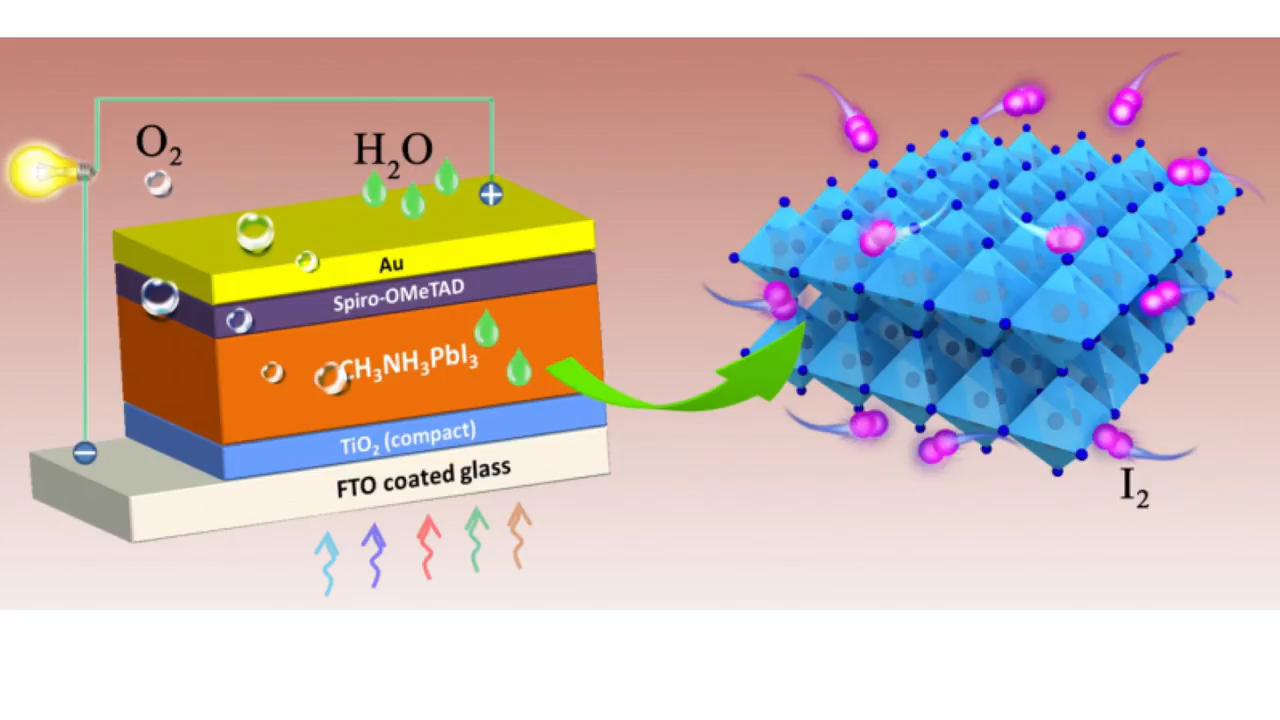 O₂
H₂O
+
Au
Spiro-OMeTAD
CH₃NH₃PbI₃
TiO₂ (compact)
−
FTO coated glass
I₂